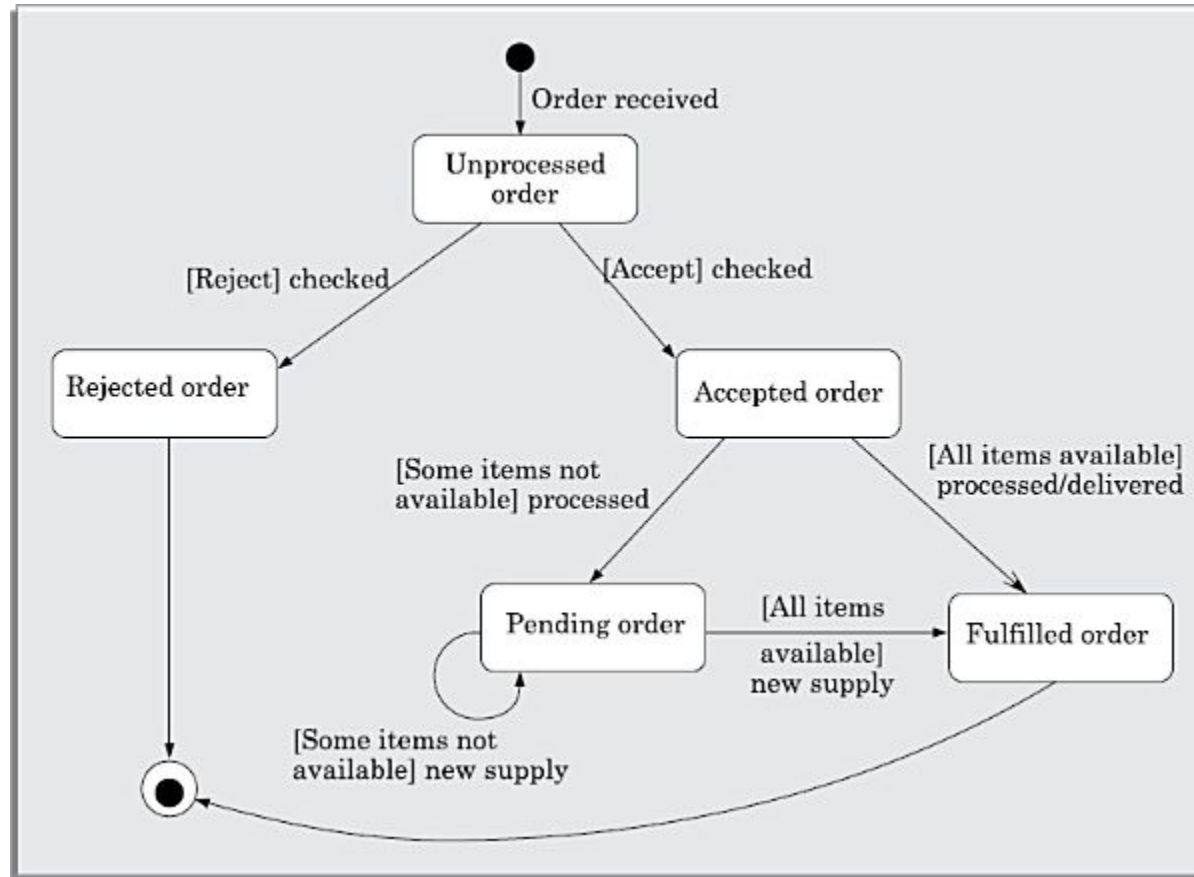 Order received
Unprocessed
order
[Reject] checked
[Accept] checked
Rejected order
Accepted order
[Some items not
available] processed
[All items available]
processed/delivered
Pending order
[All items
available]
new supply
Fulfilled order
[Some items not
available] new supply